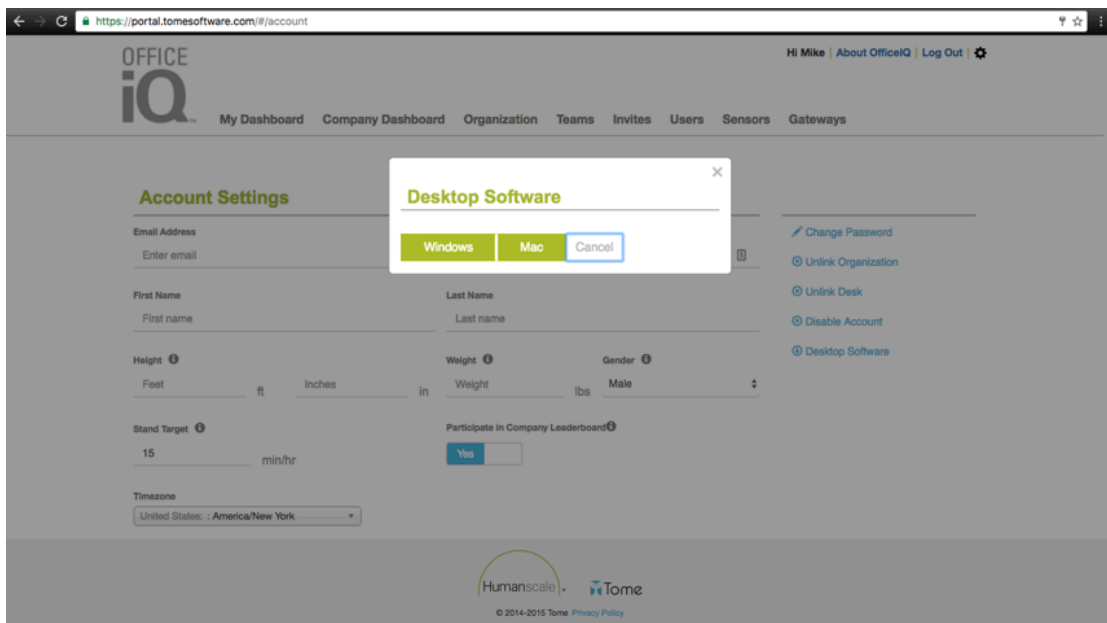 https://portal.tomesoftware.com/#/account
OFFICE
iQ™
Hi Mike | About OfficeIQ | Log Out |
My Dashboard Company Dashboard Organization Teams Invites Users Sensors Gateways
×
Desktop Software
Windows Mac Cancel
Account Settings
Email Address
Enter email
First Name Last Name
First name Last name
Height Weight Gender
Feet ft Inches in Weight lbs Male
Stand Target Participate in Company Leaderboard
15 min/hr Yes
Timezone
United States: : America/New York
Change Password
Unlink Organization
Unlink Desk
Disable Account
Desktop Software
Humanscale. Tome
© 2014-2015 Tome Privacy Policy